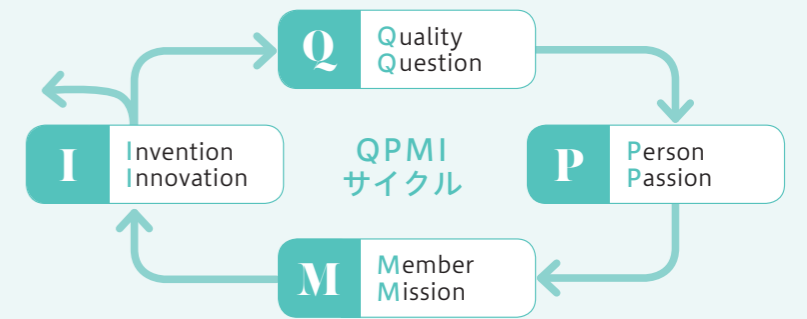 Q
Quality
Question
I
Invention
Innovation
QPMI
サイクル
P
Person
Passion
M
Member
Mission